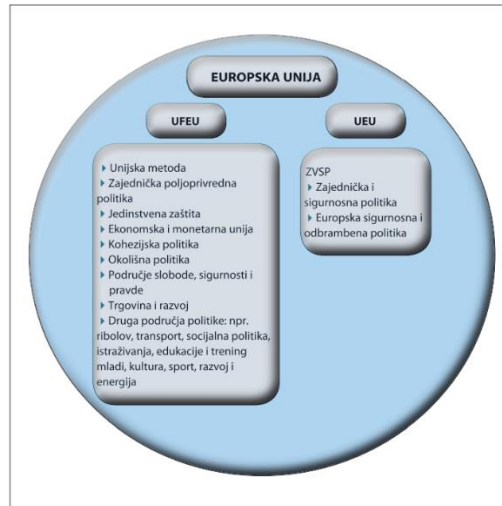 EUROPSKA UNIJA
UFEU
▸ Unijska metoda
▸ Zajednička poljoprivredna
politika
▸ Jedinstvena zaštita
▸ Ekonomska i monetarna unija
▸ Kohezijska politika
▸ Okolišna politika
▸ Područje slobode, sigurnosti i
pravde
▸ Trgovina i razvoj
▸ Druga područja politike: npr.
ribolov, transport, socijalna politika,
istraživanja, edukacije i trening
mladi, kultura, sport, razvoj i
energija
UEU
ZVSP
▸ Zajednička i
sigurnosna politika
▸ Europska sigurnosna i
odbrambena politika